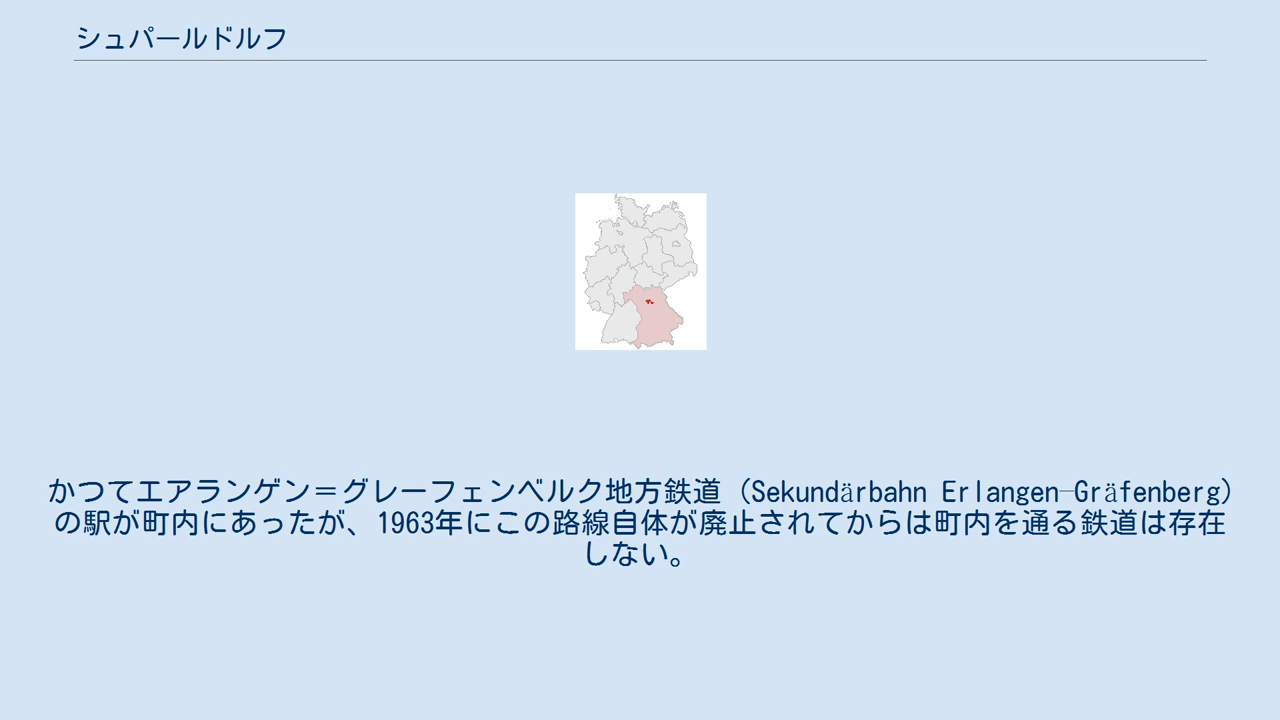 シュパールドルフ
かつてエアランゲン＝グレーフェンベルク地方鉄道（Sekundärbahn Erlangen–Gräfenberg）
の駅が町内にあったが、1963年にこの路線自体が廃止されてからは町内を通る鉄道は存在
しない。